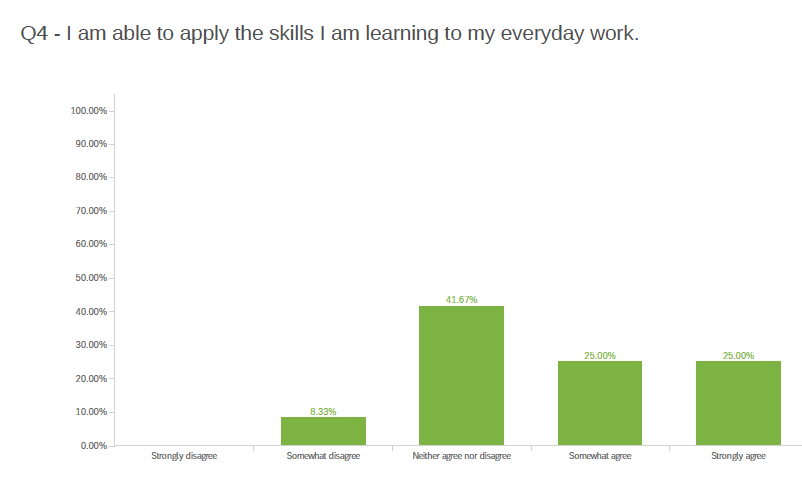 Q4 - I am able to apply the skills I am learning to my everyday work.
100.00%
90.00%
80.00%
70.00%
60.00%
50.00%
40.00%
30.00%
20.00%
10.00%
0.00%
41.67%
25.00%
25.00%
8.33%
Strongly disagree
Somewhat disagree
Neither agree nor disagree
Somewhat agree
Strongly agree